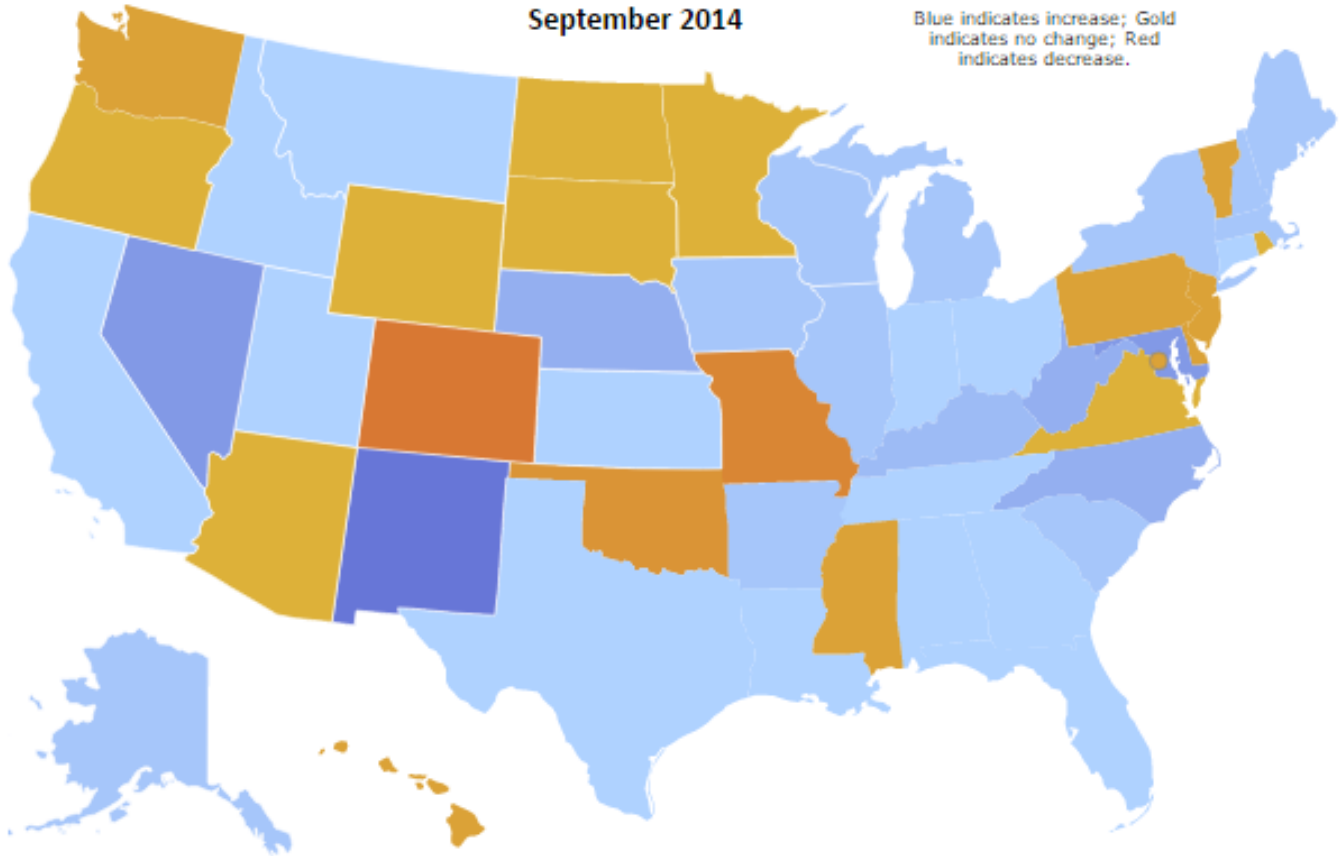 September 2014
Blue indicates increase; Gold
indicates no change; Red
indicates decrease.